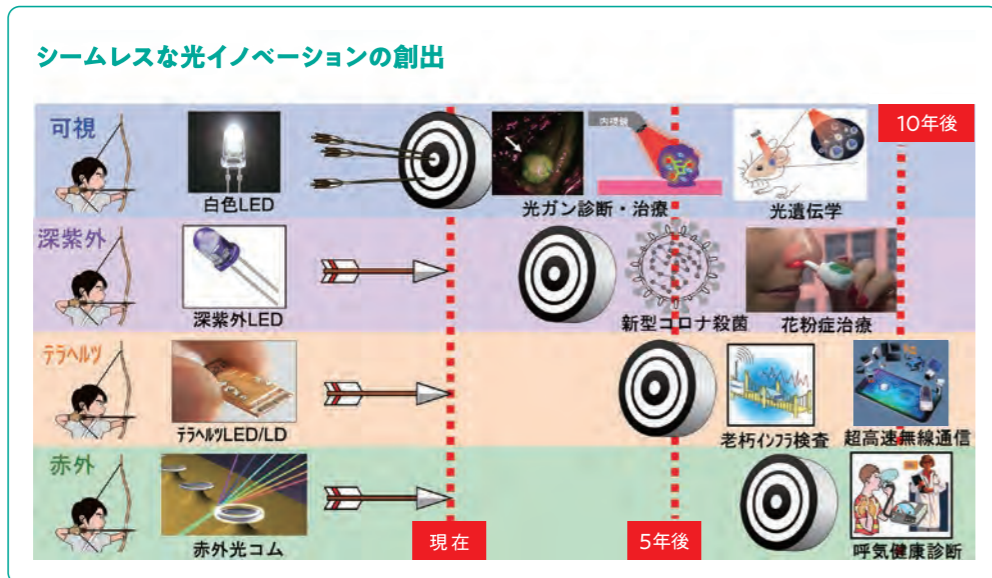 シームレスな光イノベーションの創出
10年後
可視
内視鏡
白色LED
光ガン診断・治療
光遺伝学
深紫外
深紫外LED
新型コロナ殺菌
花粉症治療
テラヘルツ
テラヘルツLED/LD
老朽インフラ検査
超高速無線通信
赤外
赤外光コム
現在
5年後
呼気健康診断